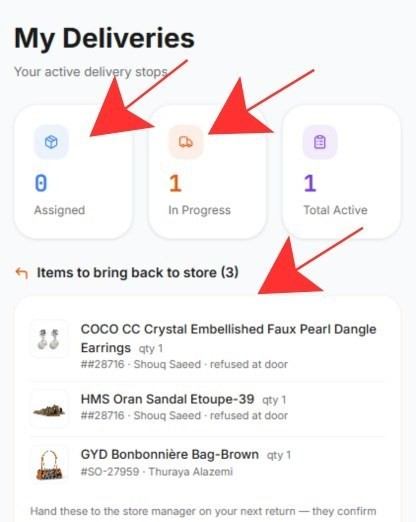 My Deliveries
Your active delivery stops
0
Assigned
1
In Progress
1
Total Active
Items to bring back to store (3)
COCO CC Crystal Embellished Faux Pearl Dangle
Earrings qty 1
##28716 · Shouq Saeed · refused at door
HMS Oran Sandal Etoupe-39 qty 1
##28716 · Shouq Saeed · refused at door
GYD Bonbonnière Bag-Brown qty 1
#SO-27959 · Thuraya Alazemi
Hand these to the store manager on your next return — they confirm